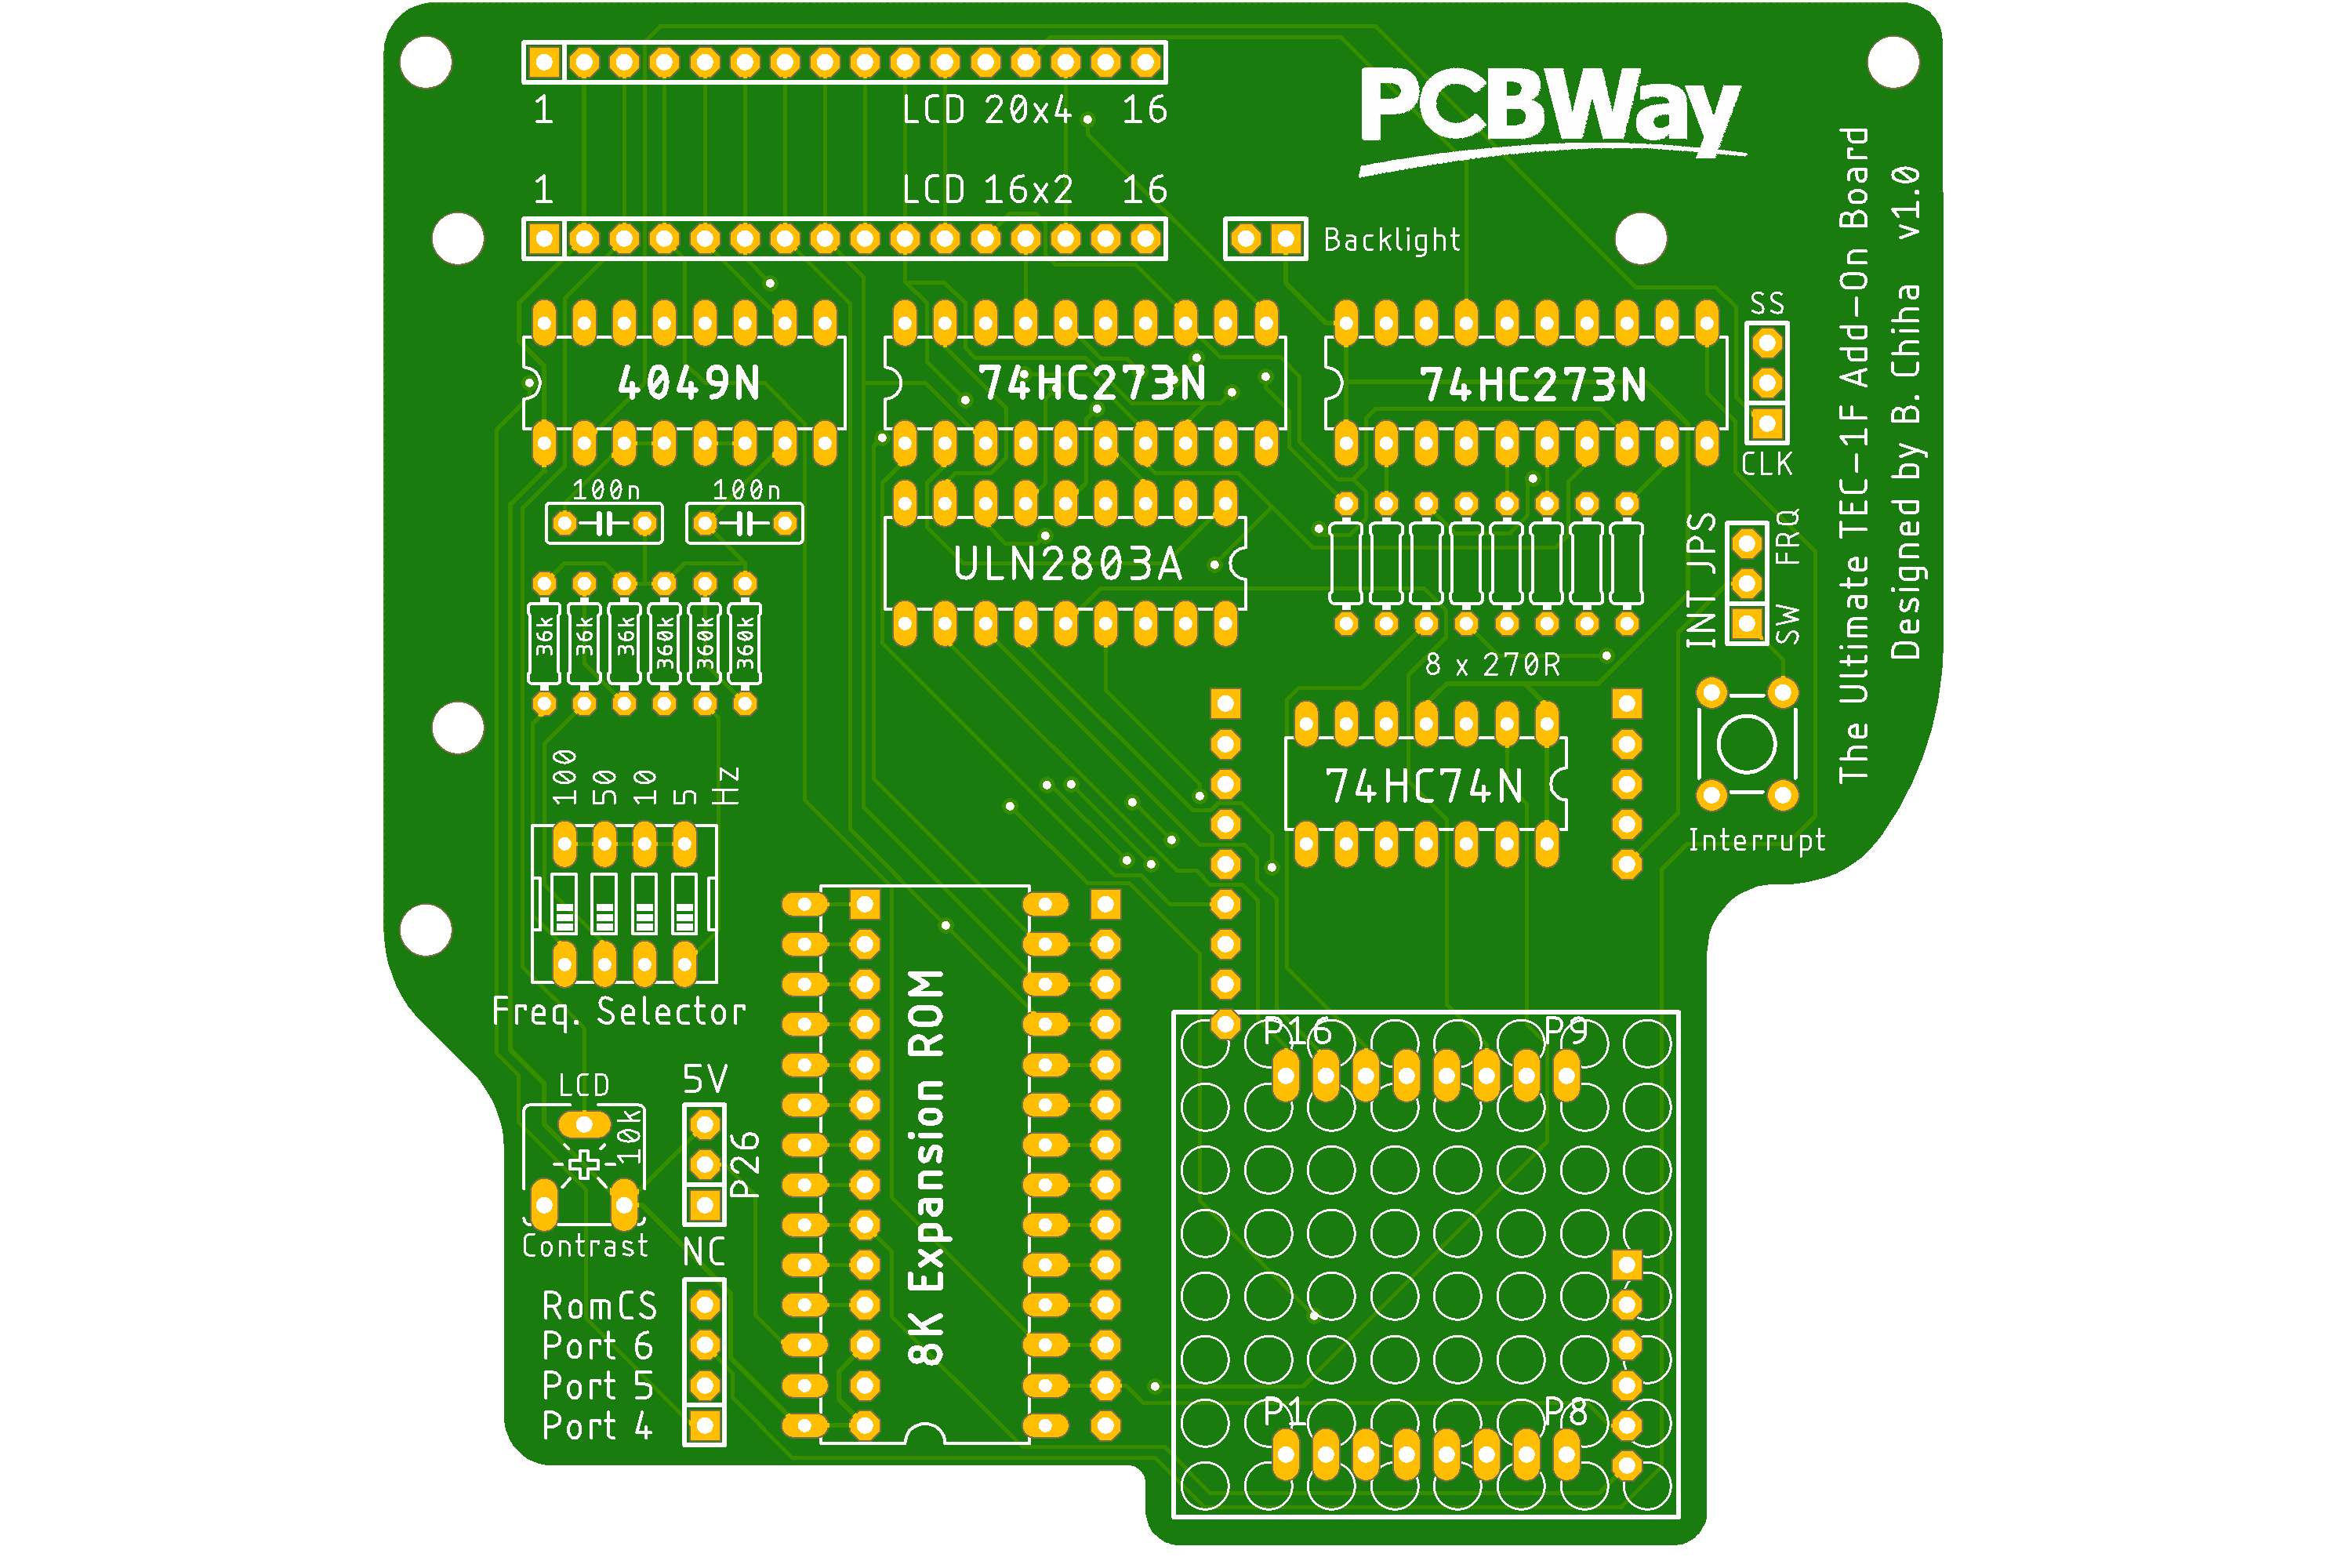 PCBWay
1 LCD 20x4 16
1 LCD 16x2 16
Backlight
The Ultimate TEC-1F Add-On Board
Designed by B. Chiha v1.0
SS
4049N
74HC273N
74HC273N
CLK
100n
100n
ULN2803A
INT JPS
SW FRQ
36k
36k
36k
360k
360k
360k
8 x 270R
74HC74N
Interrupt
100
50
10
5
Hz
Freq. Selector
8K Expansion ROM
LCD
10k
Contrast
5V
P26
NC
RomCS
Port 6
Port 5
Port 4
P16 P9
P1 P8